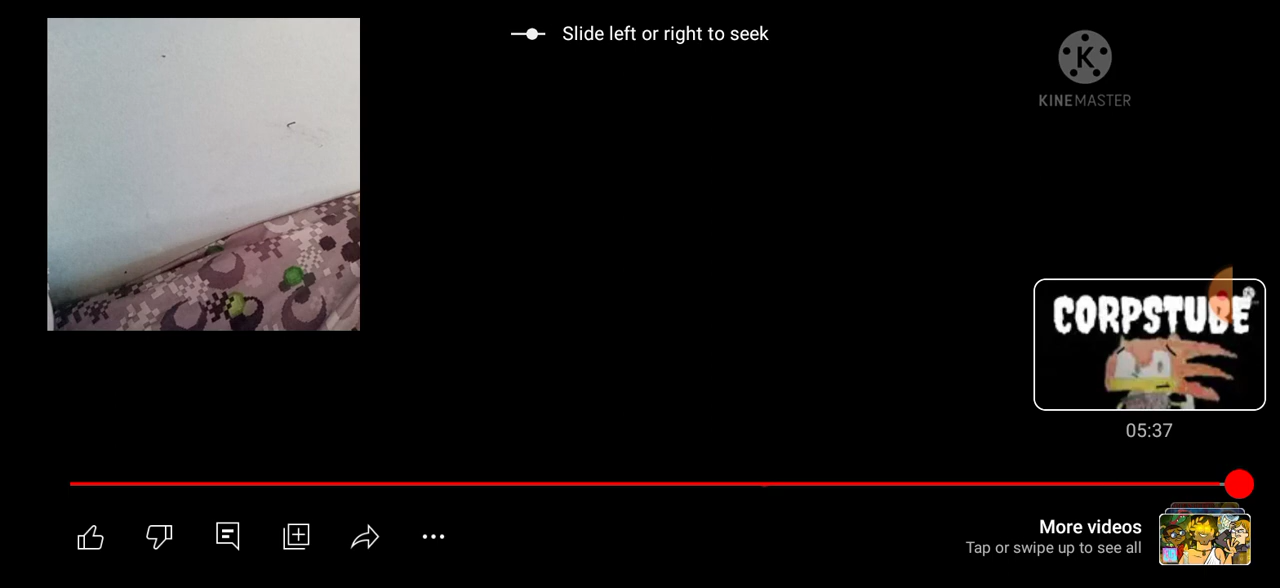 Slide left or right to seek
K
KINEMASTER
CORPSTUBE
05:37
More videos
Tap or swipe up to see all